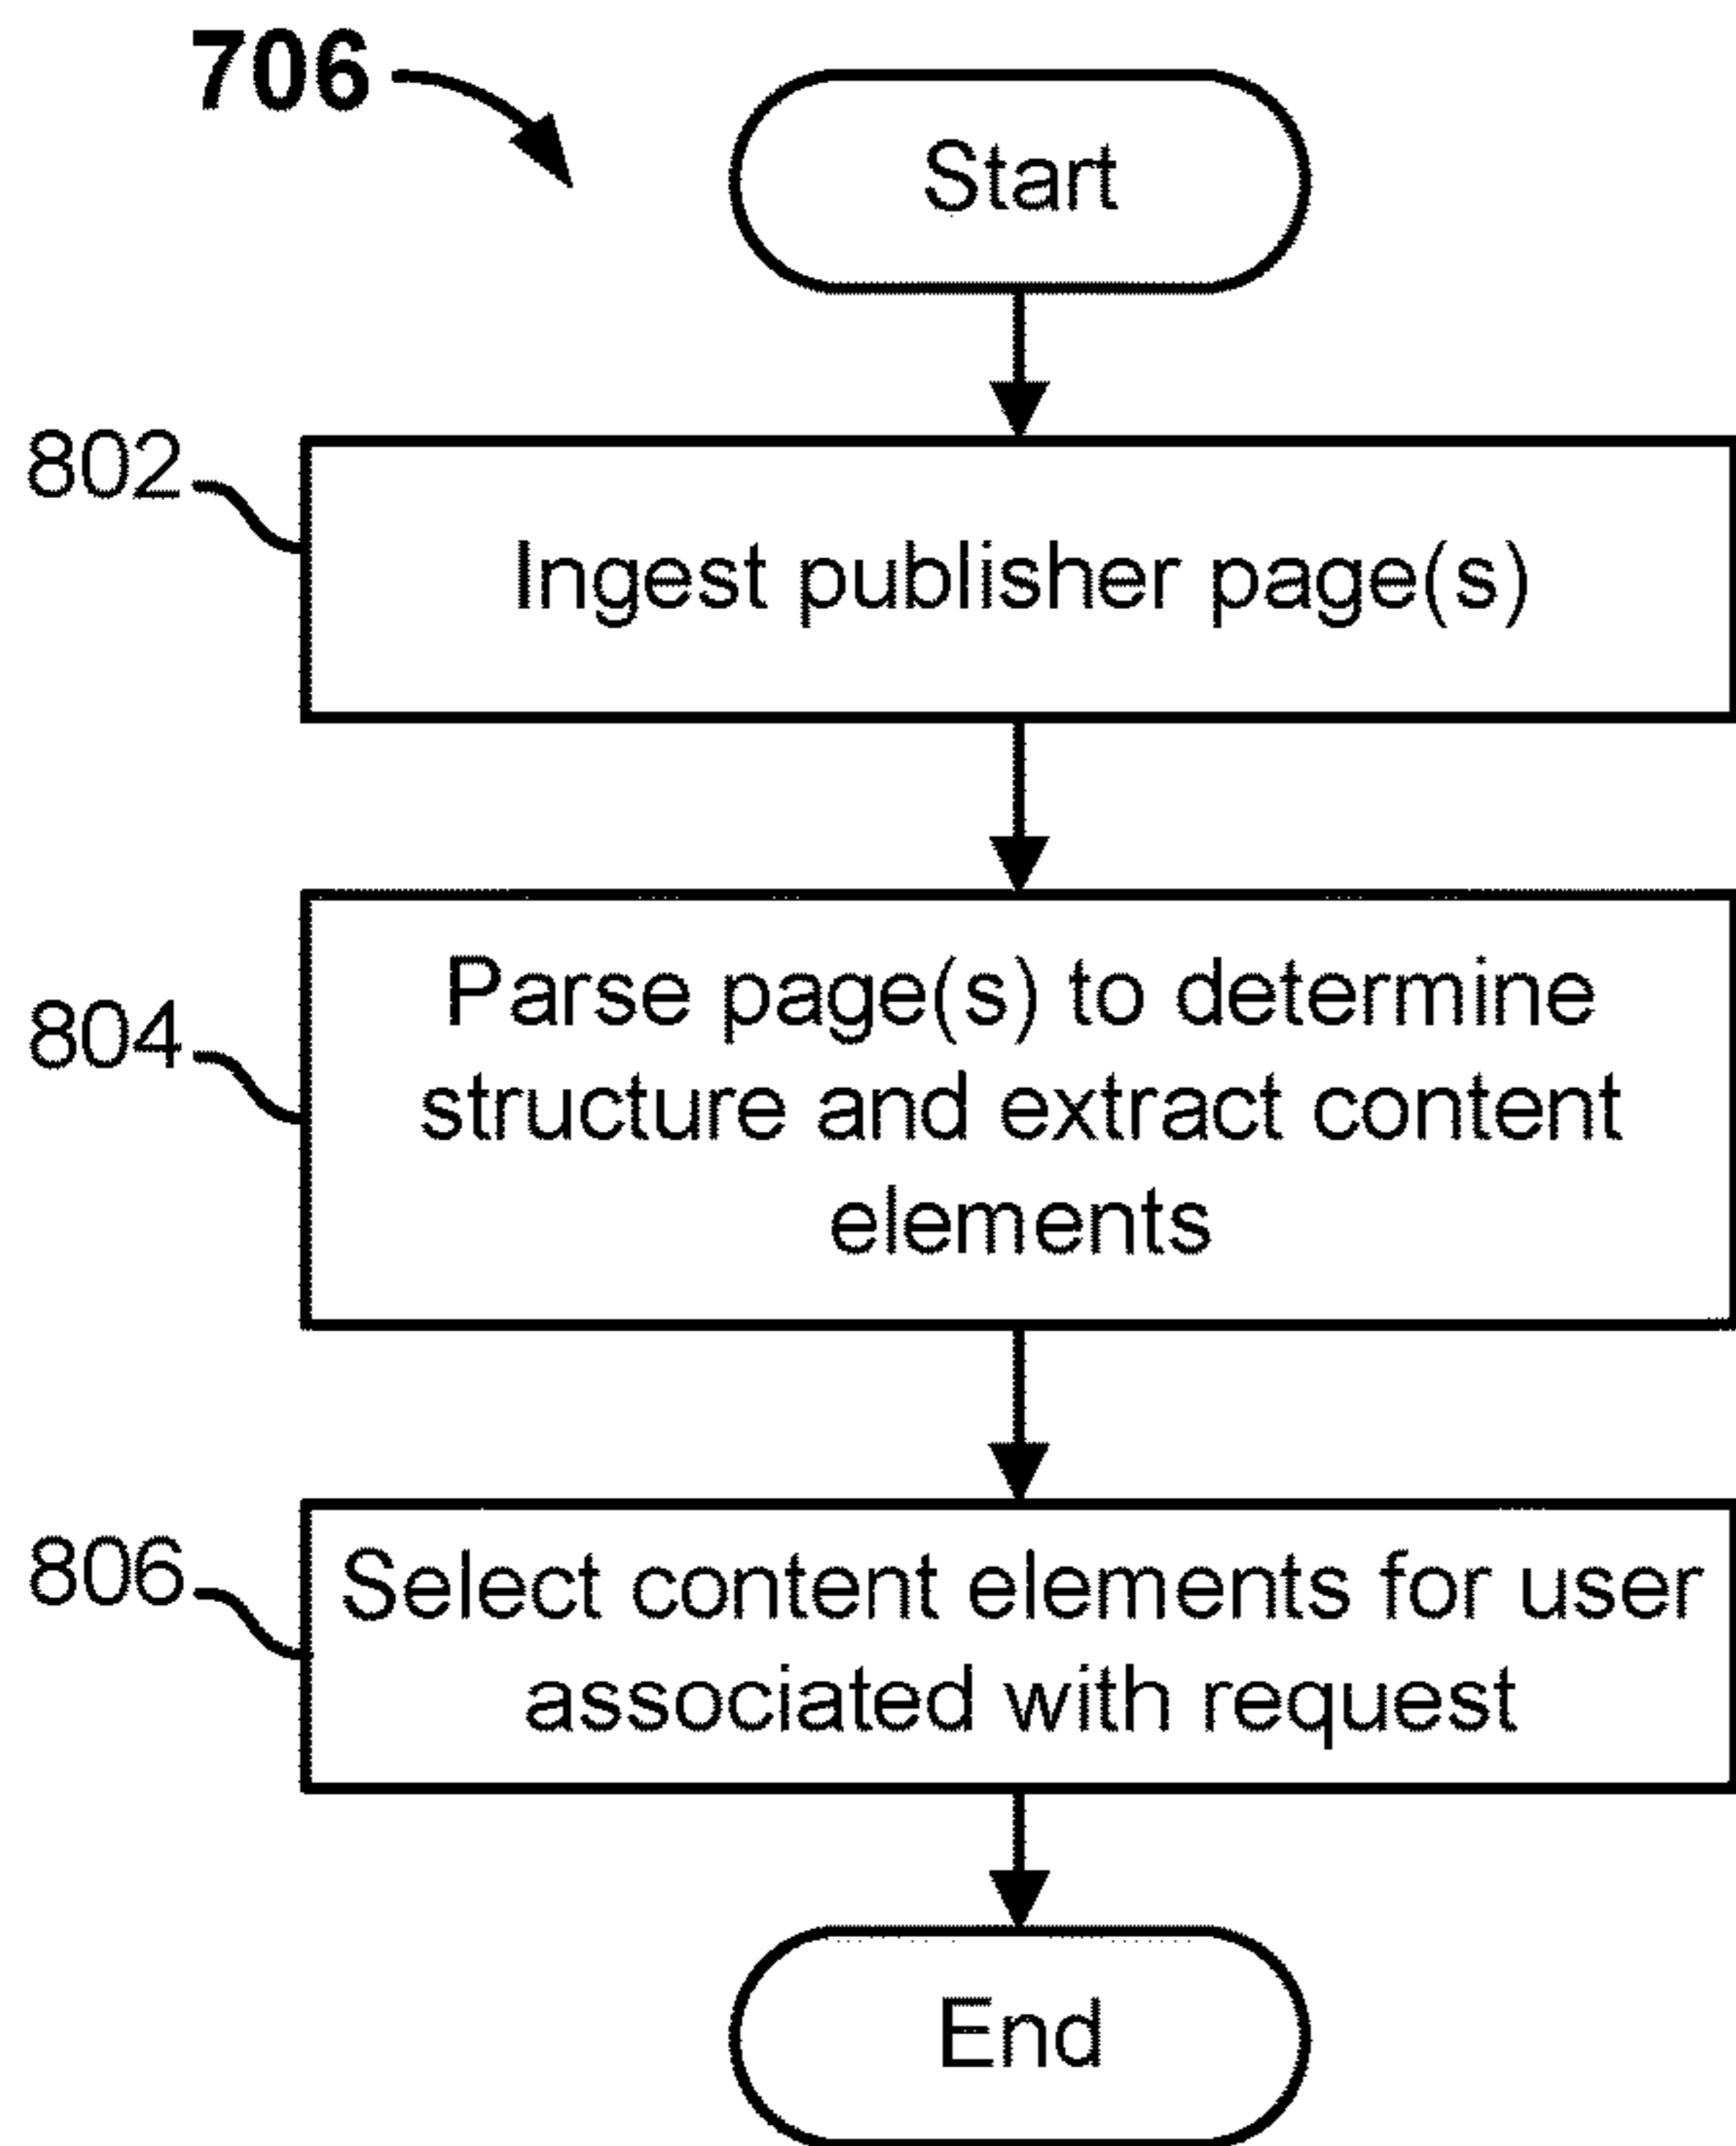 706
Start
802
Ingest publisher page(s)
804
Parse page(s) to determine
structure and extract content
elements
806
Select content elements for user
associated with request
End